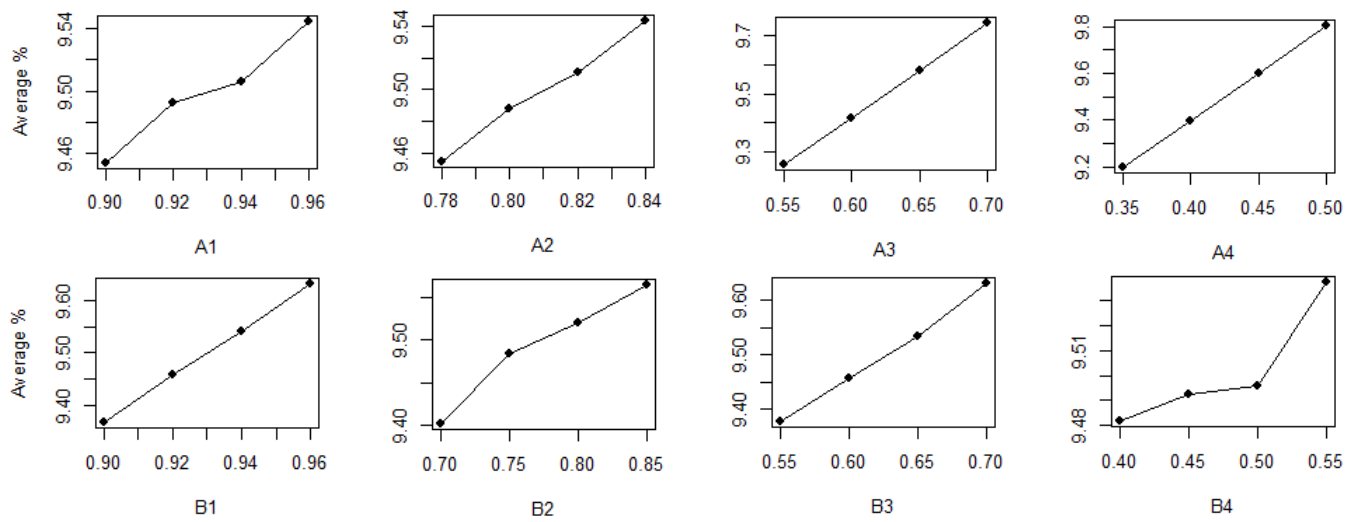 Average %
9.46 9.50 9.54
0.90 0.92 0.94 0.96
A1
9.46 9.50 9.54
0.78 0.80 0.82 0.84
A2
9.3 9.5 9.7
0.55 0.60 0.65 0.70
A3
9.2 9.4 9.6 9.8
0.35 0.40 0.45 0.50
A4
Average %
9.40 9.50 9.60
0.90 0.92 0.94 0.96
B1
9.40 9.50
0.70 0.75 0.80 0.85
B2
9.40 9.50 9.60
0.55 0.60 0.65 0.70
B3
9.48 9.51
0.40 0.45 0.50 0.55
B4